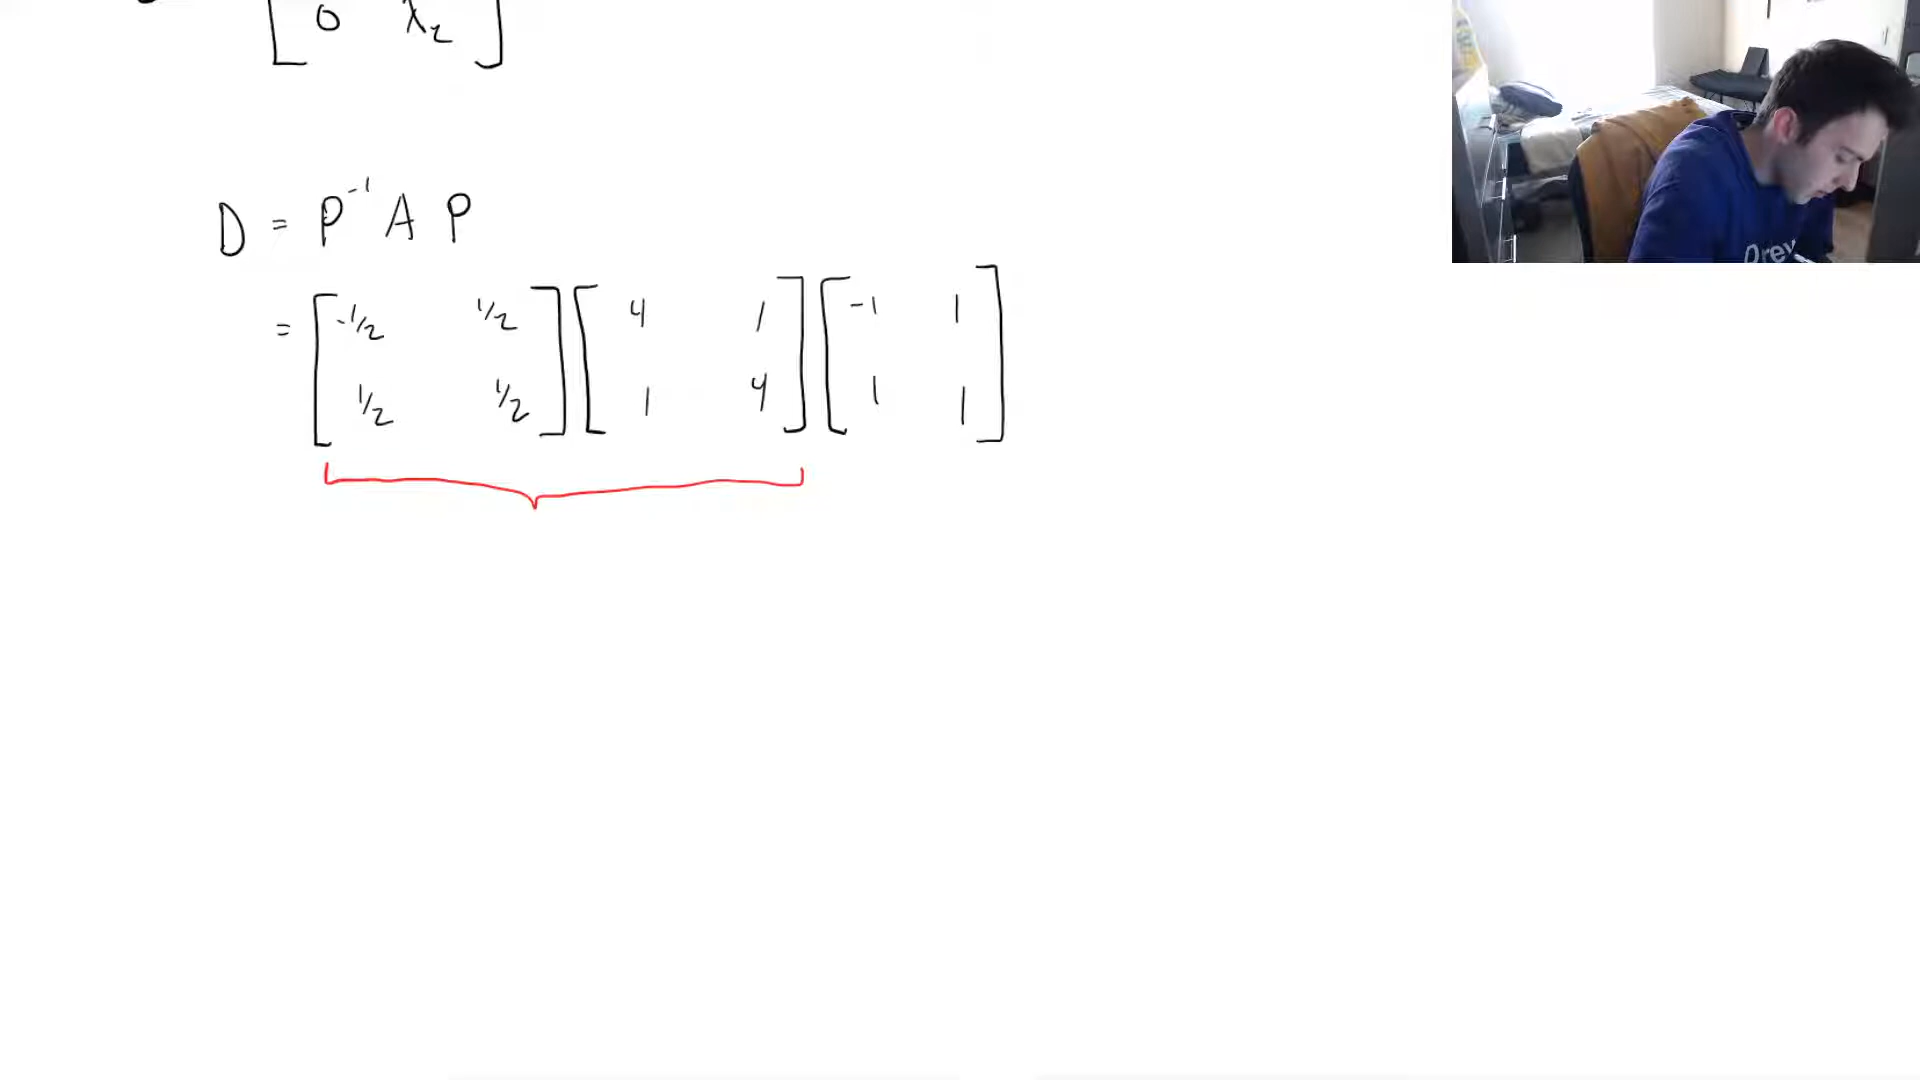 [ 0 λ₂ ]
D = P⁻¹ A P
= [ -1/2 1/2 ] [ 4 1 ] [ -1 1 ]
[ 1/2 1/2 ] [ 1 4 ] [ 1 1 ]